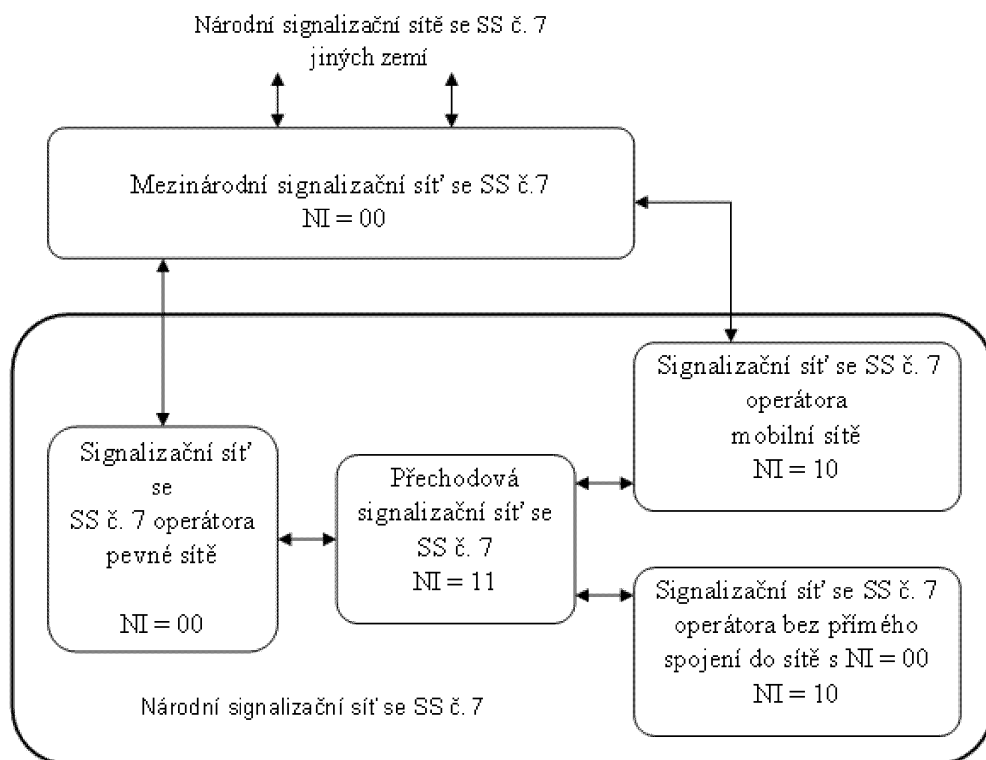 Národní signalizační sítě se SS č. 7
jiných zemí
Mezinárodní signalizační síť se SS č.7
NI = 00
Signalizační síť se SS č. 7
operátora
mobilní sítě
NI = 10
Signalizační síť
se
SS č. 7 operátora
pevné sítě
NI = 00
Přechodová
signalizační síť se
SS č. 7
NI = 11
Signalizační síť se SS č. 7
operátora bez přímého
spojení do sítě s NI = 00
NI = 10
Národní signalizační síť se SS č. 7